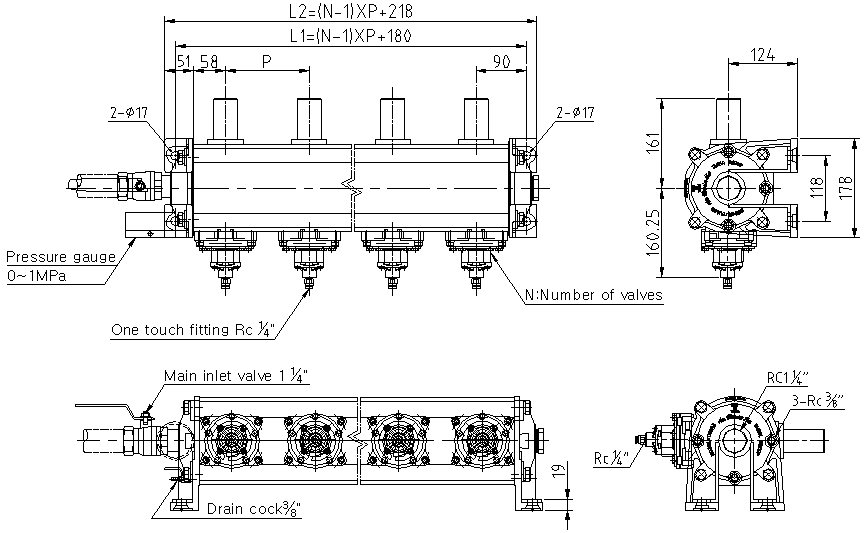 L2=(N-1)XP+218
L1=(N-1)XP+180
51 58 P 90
124
2-Ø17
2-Ø17
161
118
178
160.25
Pressure gauge
0~1MPa
N:Number of valves
One touch fitting Rc 1/4"
Main inlet valve 1 1/4"
RC1 1/4"
3-Rc 3/8"
Rc 1/4"
19
Drain cock 3/8"